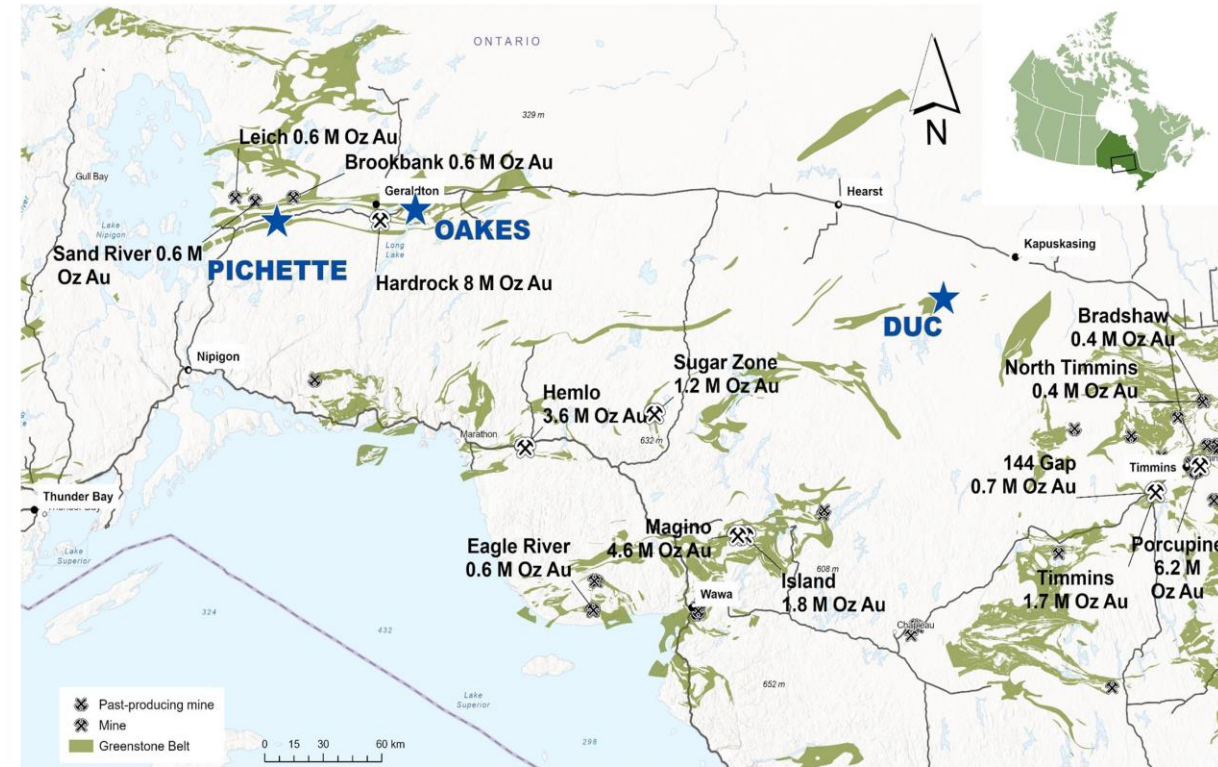 ONTARIO
329 m
N
Leich 0.6 M Oz Au
Brookbank 0.6 M Oz Au
Gull Bay
Geraldton
Hearst
Lake
Nipigon
OAKES
Sand River 0.6 M
Oz Au
PICHETTE
Long
Lake
Hardrock 8 M Oz Au
Kapuskasing
DUC
Bradshaw
0.4 M Oz Au
North Timmins
0.4 M Oz Au
Nipigon
Sugar Zone
1.2 M Oz Au
Hemlo
3.6 M Oz Au
632 m
Marathon
144 Gap
0.7 M Oz Au
Timmins
Thunder Bay
Lake
Superior
Magino
4.6 M Oz Au
Eagle River
0.6 M Oz Au
Island
1.8 M Oz Au
608 m
Porcupine
6.2 M
Oz Au
Timmins
1.7 M Oz Au
Wawa
Chapleau
324
432
652 m
Lake
Superior
298
Past-producing mine
Mine
Greenstone Belt
0 15 30 60 km